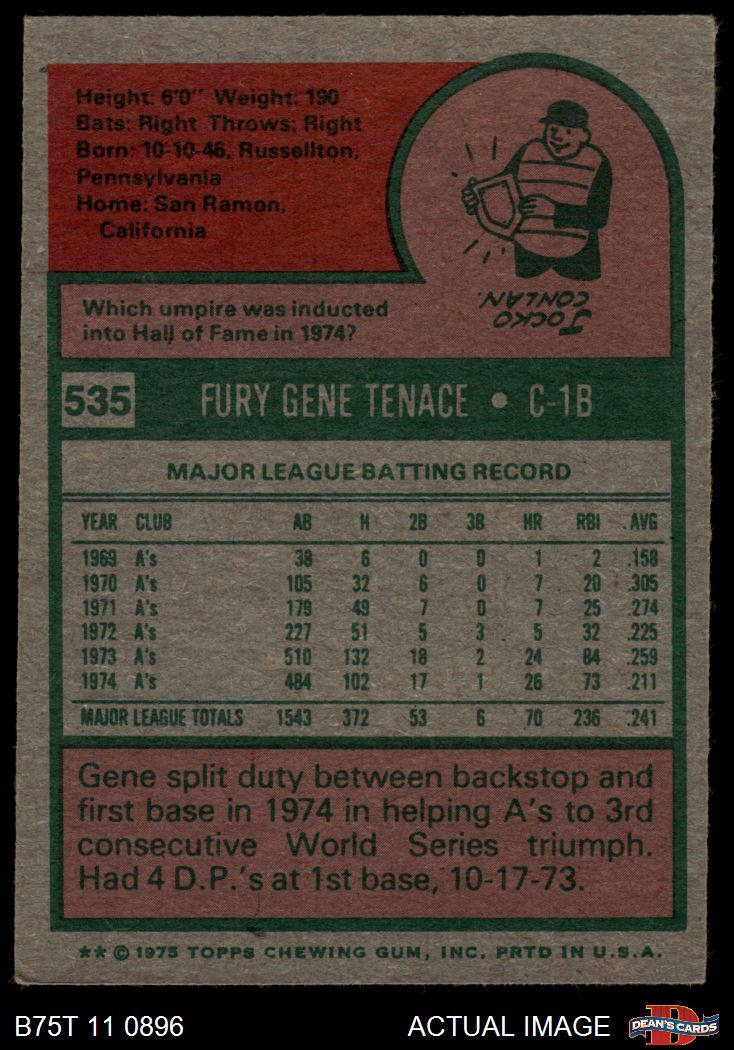 Height: 6'0" Weight: 190
Bats: Right Throws: Right
Born: 10-10-46, Russellton,
Pennsylvania
Home: San Ramon,
California
Which umpire was inducted
into Hall of Fame in 1974?
JOCKO
CONLAN.
535 FURY GENE TENACE • C-1B
MAJOR LEAGUE BATTING RECORD
YEAR CLUB AB H 2B 3B HR RBI AVG
1969 A's 38 6 0 0 1 2 .158
1970 A's 105 32 6 0 7 20 .305
1971 A's 179 49 7 0 7 25 .274
1972 A's 227 51 5 3 5 32 .225
1973 A's 510 132 18 2 24 84 .259
1974 A's 484 102 17 1 26 73 .211
MAJOR LEAGUE TOTALS 1543 372 53 6 70 236 .241
Gene split duty between backstop and
first base in 1974 in helping A's to 3rd
consecutive World Series triumph.
Had 4 D.P.'s at 1st base, 10-17-73.
** © 1975 TOPPS CHEWING GUM, INC. PRTD IN U.S.A.
B75T 11 0896 ACTUAL IMAGE DEAN'S CARDS